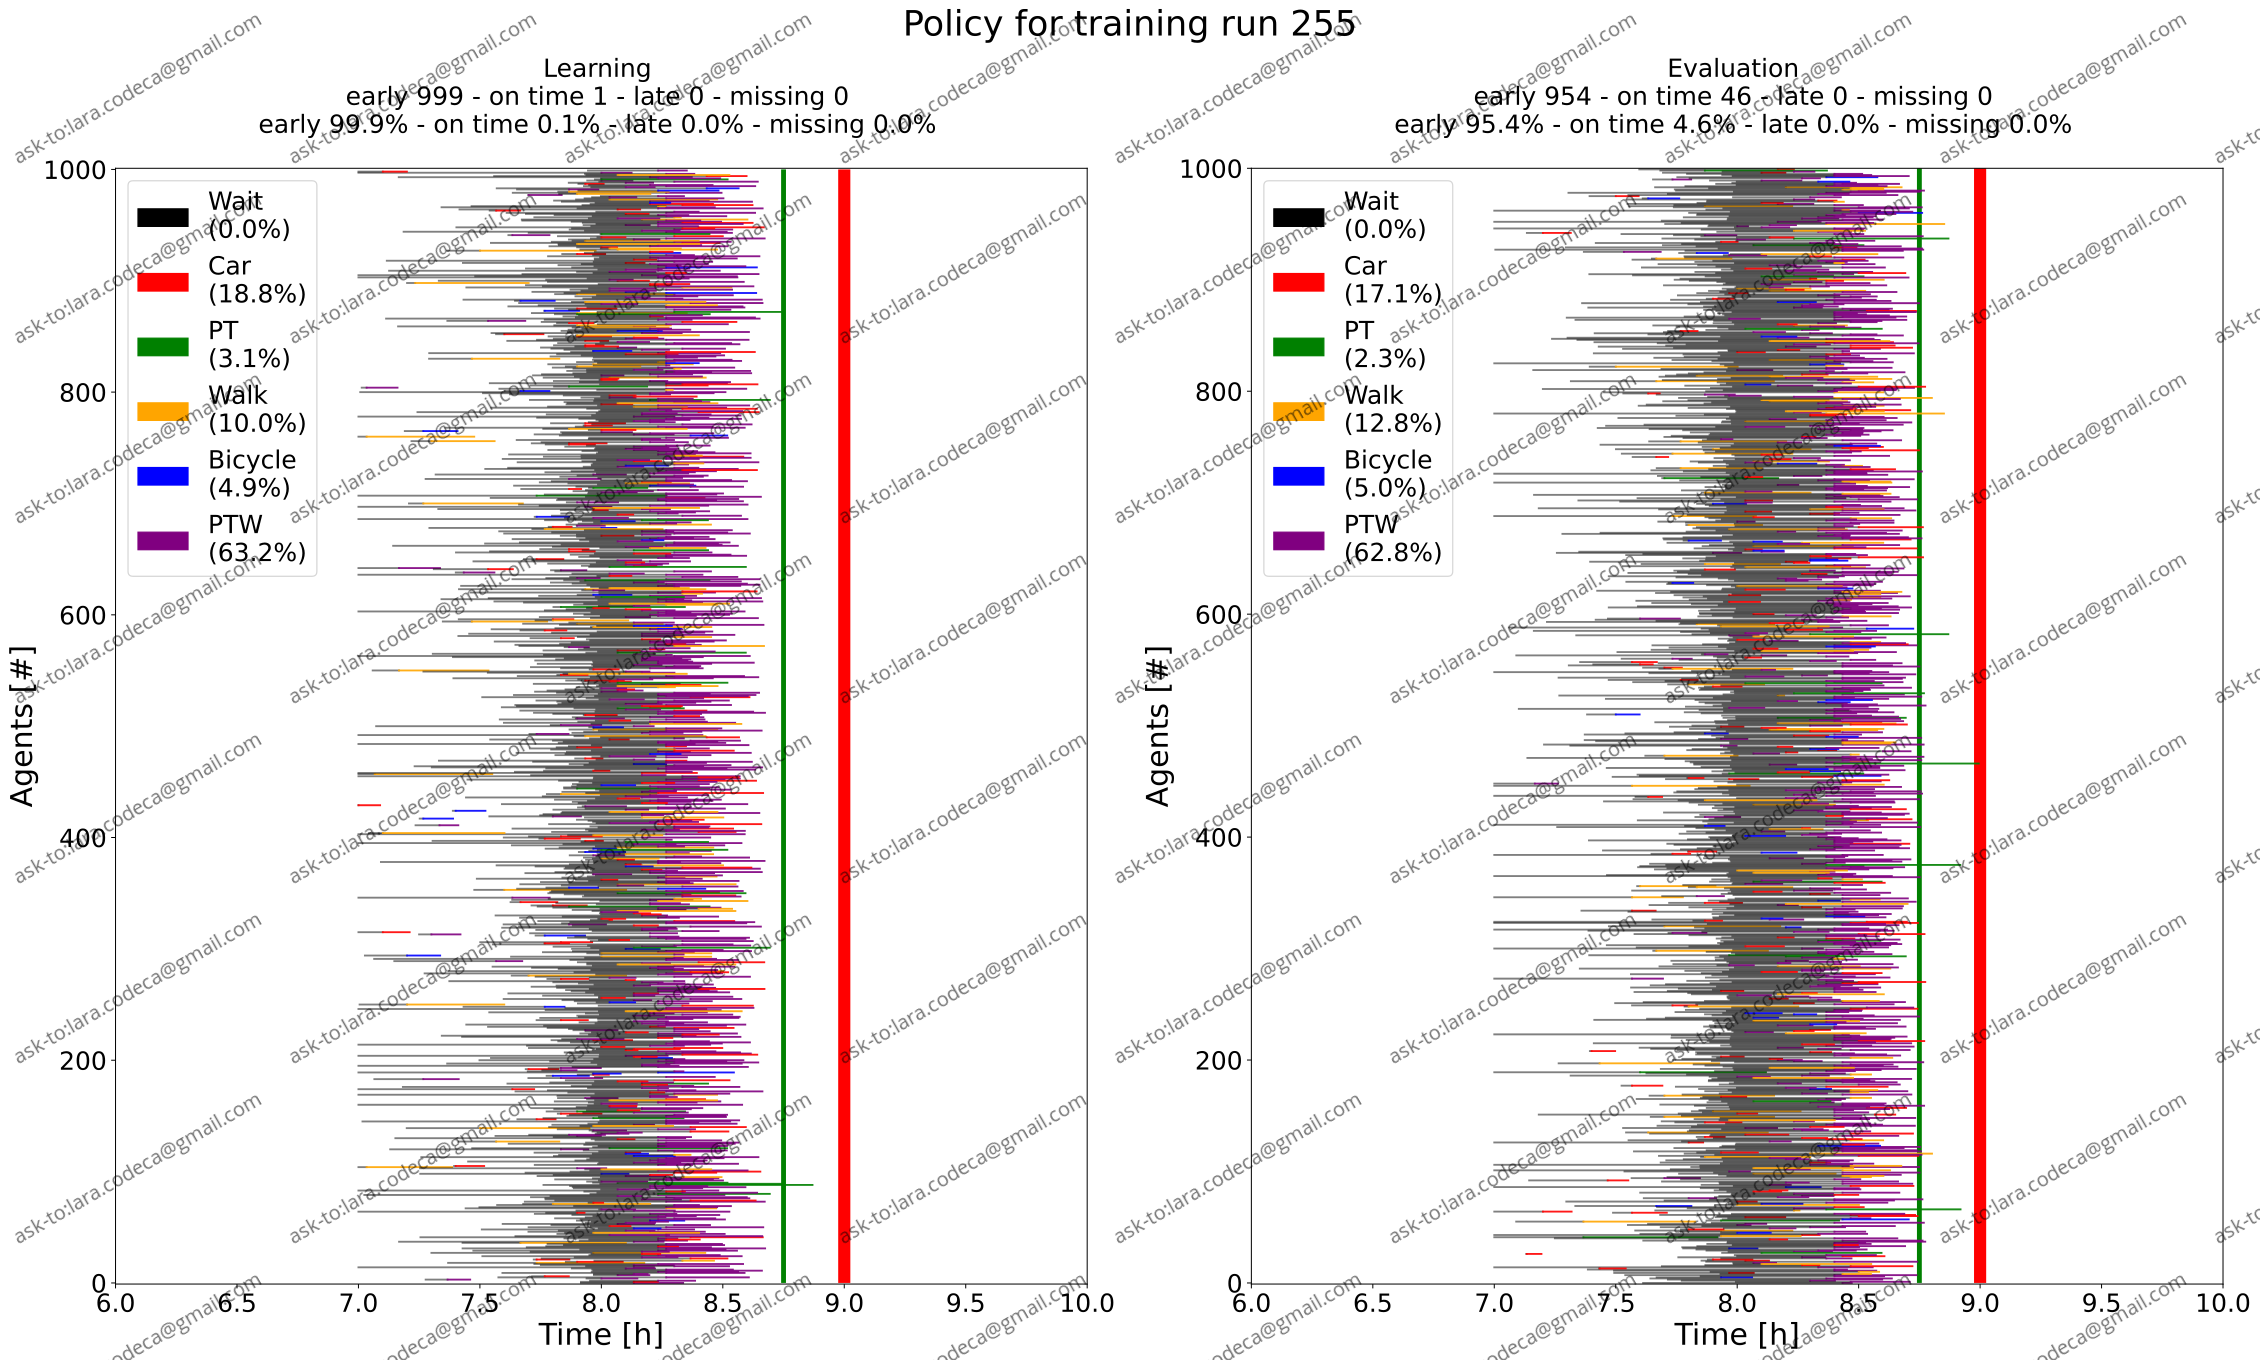 Policy for training run 255
Learning
early 999 - on time 1 - late 0 - missing 0
early 99.9% - on time 0.1% - late 0.0% - missing 0.0%
1000
800
600
400
200
0
Agents [#]
Wait
(0.0%)
Car
(18.8%)
PT
(3.1%)
Walk
(10.0%)
Bicycle
(4.9%)
PTW
(63.2%)
6.0 6.5 7.0 7.5 8.0 8.5 9.0 9.5 10.0
Time [h]
Evaluation
early 954 - on time 46 - late 0 - missing 0
early 95.4% - on time 4.6% - late 0.0% - missing 0.0%
1000
800
600
400
200
0
Agents [#]
Wait
(0.0%)
Car
(17.1%)
PT
(2.3%)
Walk
(12.8%)
Bicycle
(5.0%)
PTW
(62.8%)
6.0 6.5 7.0 7.5 8.0 8.5 9.0 9.5 10.0
Time [h]
ask-to:lara.codeca@gmail.com